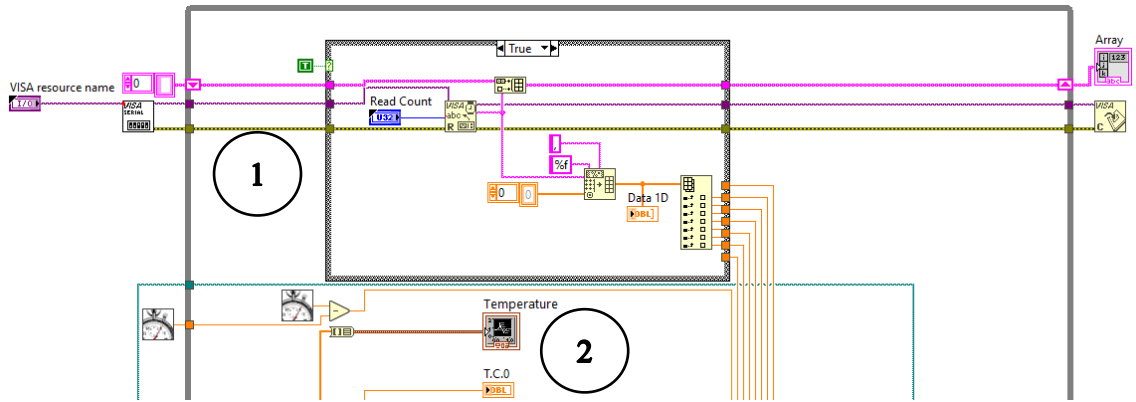 Array
True
VISA resource name
0
I/O
VISA
SERIAL
T
?
Read Count
U32
VISA
abc
R
123
abc
VISA
C
1
,
%f
0
0
Data 1D
DBL
Temperature
2
T.C.0
DBL